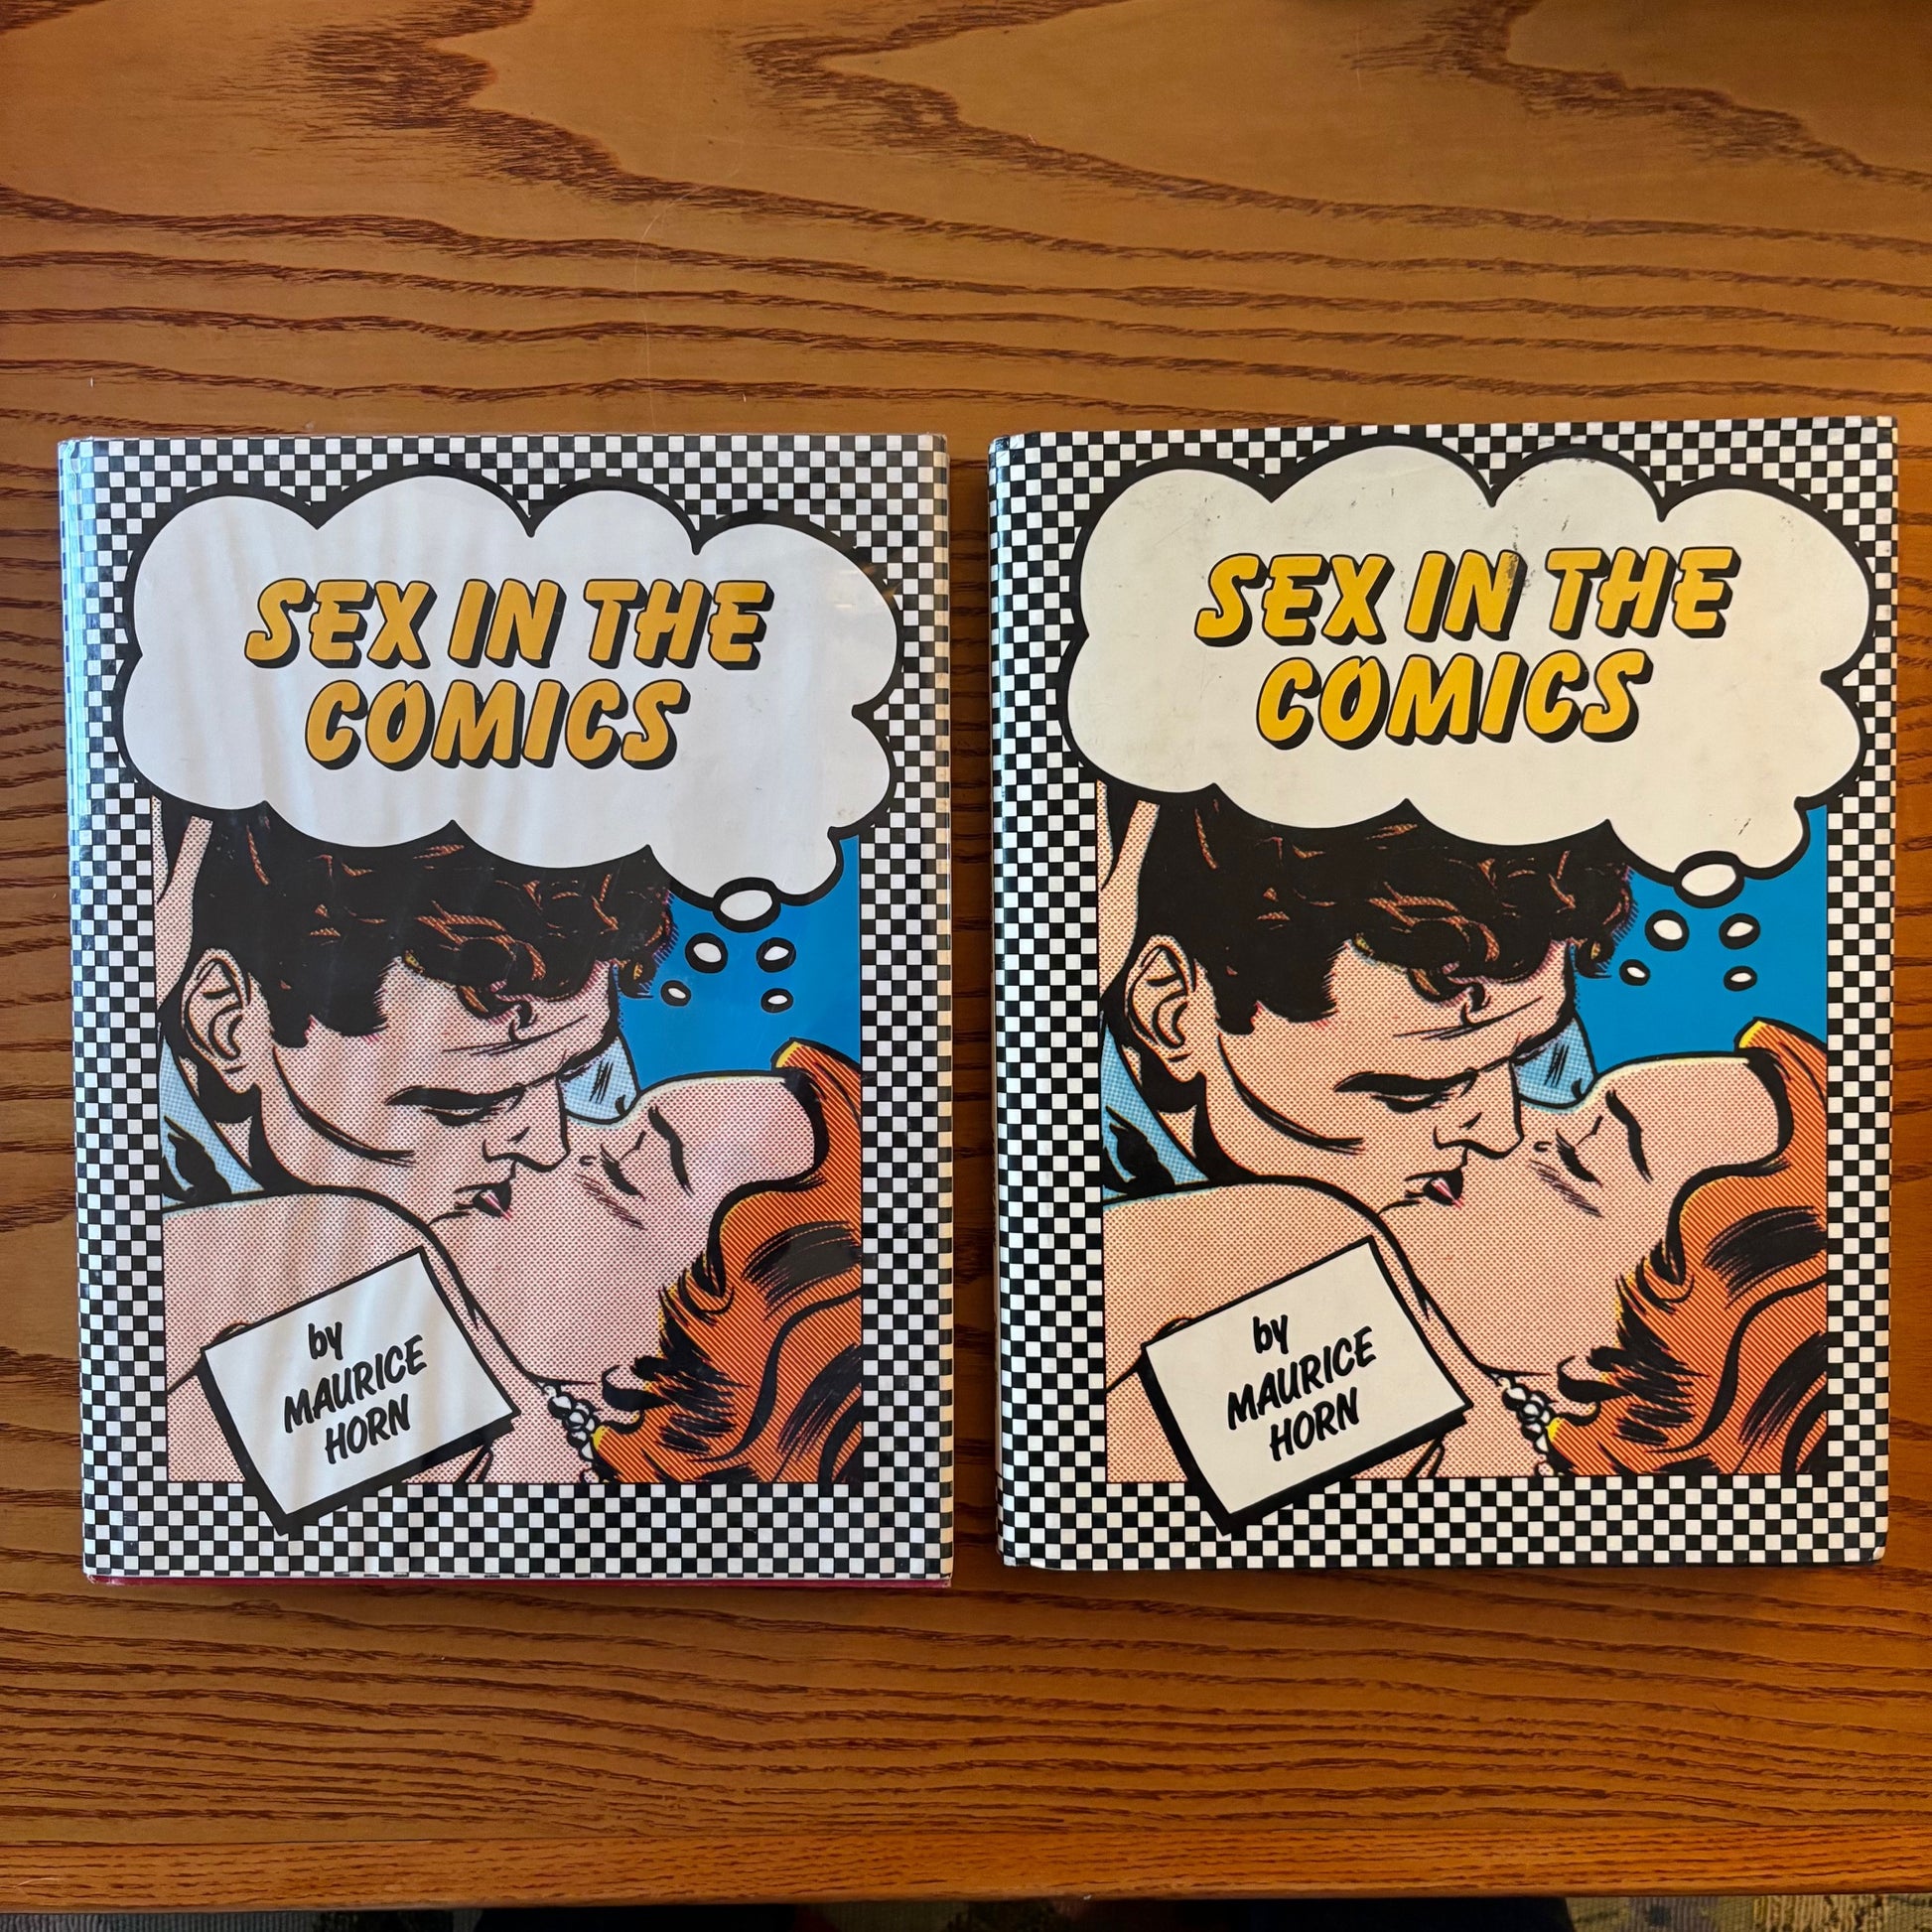 SEX IN THE
COMICS
by
MAURICE
HORN
SEX IN THE
COMICS
by
MAURICE
HORN